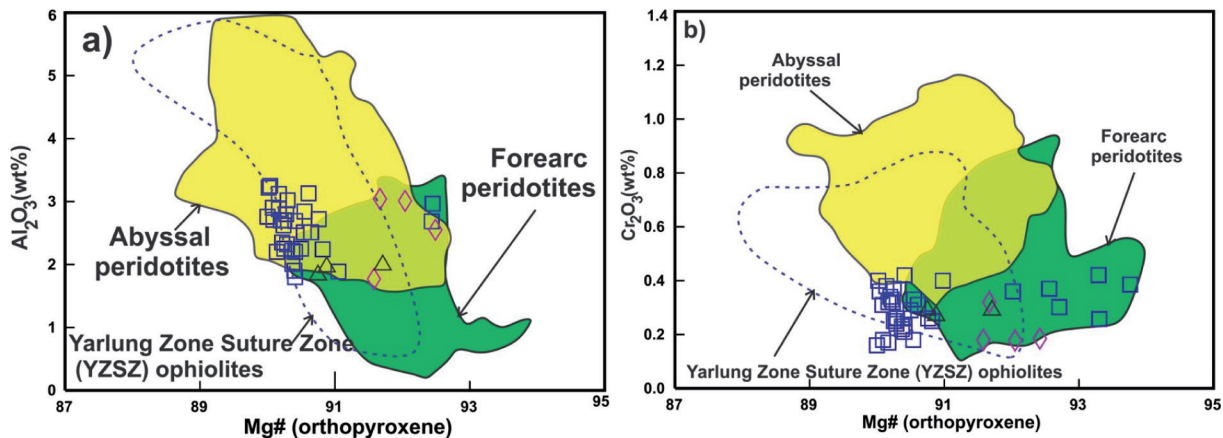 a)
6
5
4
3
2
1
0
Al2O3(wt%)
Abyssal
peridotites
Forearc
peridotites
Yarlung Zone Suture Zone
(YZSZ) ophiolites
87
89
91
93
95
Mg# (orthopyroxene)
b)
1.4
1.2
1.0
0.8
0.6
0.4
0.2
0.0
Cr2O3(wt%)
Abyssal
peridotites
Forearc
peridotites
Yarlung Zone Suture Zone (YZSZ) ophiolites
87
89
91
93
95
Mg# (orthopyroxene)